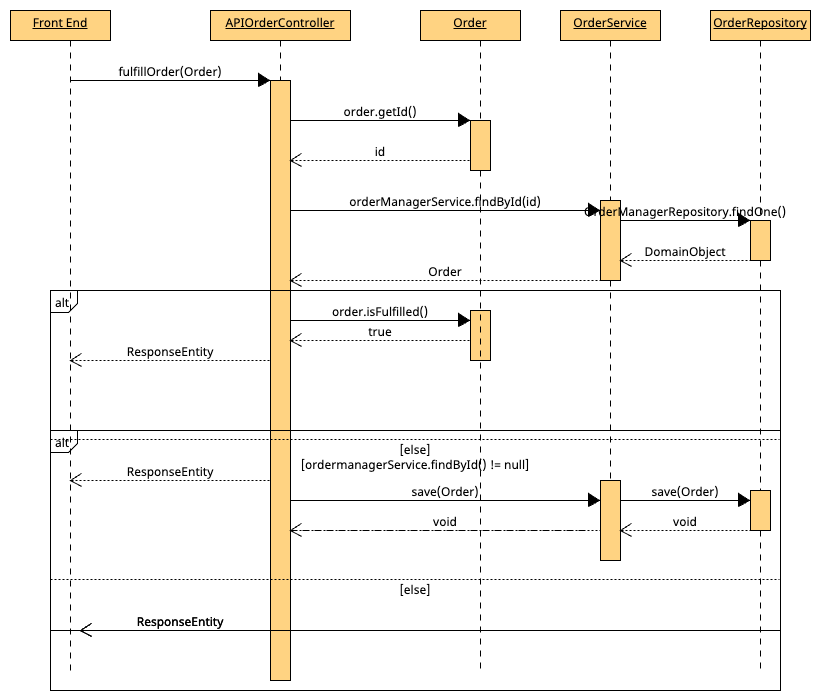 Front End
APIOrderController
Order
OrderService
OrderRepository
fulfillOrder(Order)
order.getId()
id
orderManagerService.findById(id)
OrderManagerRepository.findOne()
DomainObject
Order
alt
order.isFulfilled()
true
ResponseEntity
alt
[else]
[ordermanagerService.findById() != null]
ResponseEntity
save(Order)
save(Order)
void
void
[else]
ResponseEntity